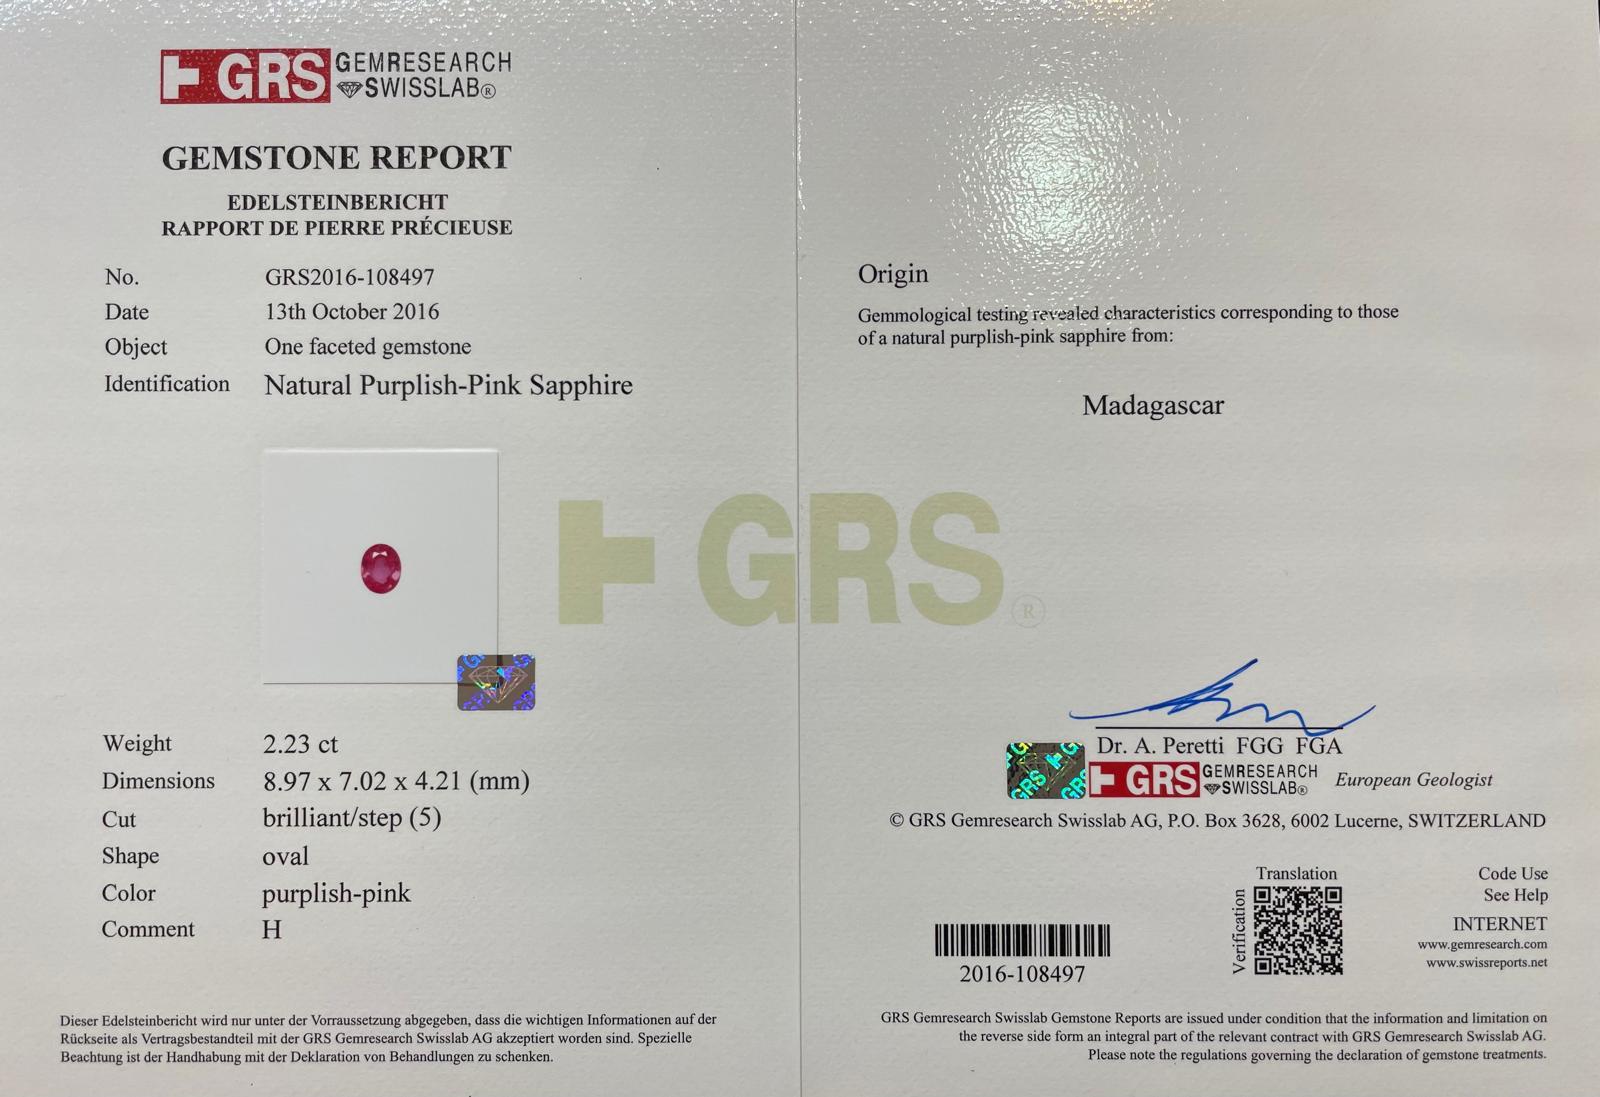 GRS GEMRESEARCH
SWISSLAB®
GEMSTONE REPORT
EDELSTEINBERICHT
RAPPORT DE PIERRE PRÉCIEUSE
No. GRS2016-108497
Date 13th October 2016
Object One faceted gemstone
Identification Natural Purplish-Pink Sapphire
Weight 2.23 ct
Dimensions 8.97 x 7.02 x 4.21 (mm)
Cut brilliant/step (5)
Shape oval
Color purplish-pink
Comment H
Dieser Edelsteinbericht wird nur unter der Vorraussetzung abgegeben, dass die wichtigen Informationen auf der
Rückseite als Vertragsbestandteil mit der GRS Gemresearch Swisslab AG akzeptiert worden sind. Spezielle
Beachtung ist der Handhabung mit der Deklaration von Behandlungen zu schenken.
GRS ®
Origin
Gemmological testing revealed characteristics corresponding to those
of a natural purplish-pink sapphire from:
Madagascar
Dr. A. Peretti FGG FGA
GRS GEMRESEARCH
SWISSLAB®
European Geologist
© GRS Gemresearch Swisslab AG, P.O. Box 3628, 6002 Lucerne, SWITZERLAND
2016-108497
Translation
Verification
Code Use
See Help
INTERNET
www.gemresearch.com
www.swissreports.net
GRS Gemresearch Swisslab Gemstone Reports are issued under condition that the information and limitation on
the reverse side form an integral part of the relevant contract with GRS Gemresearch Swisslab AG.
Please note the regulations governing the declaration of gemstone treatments.